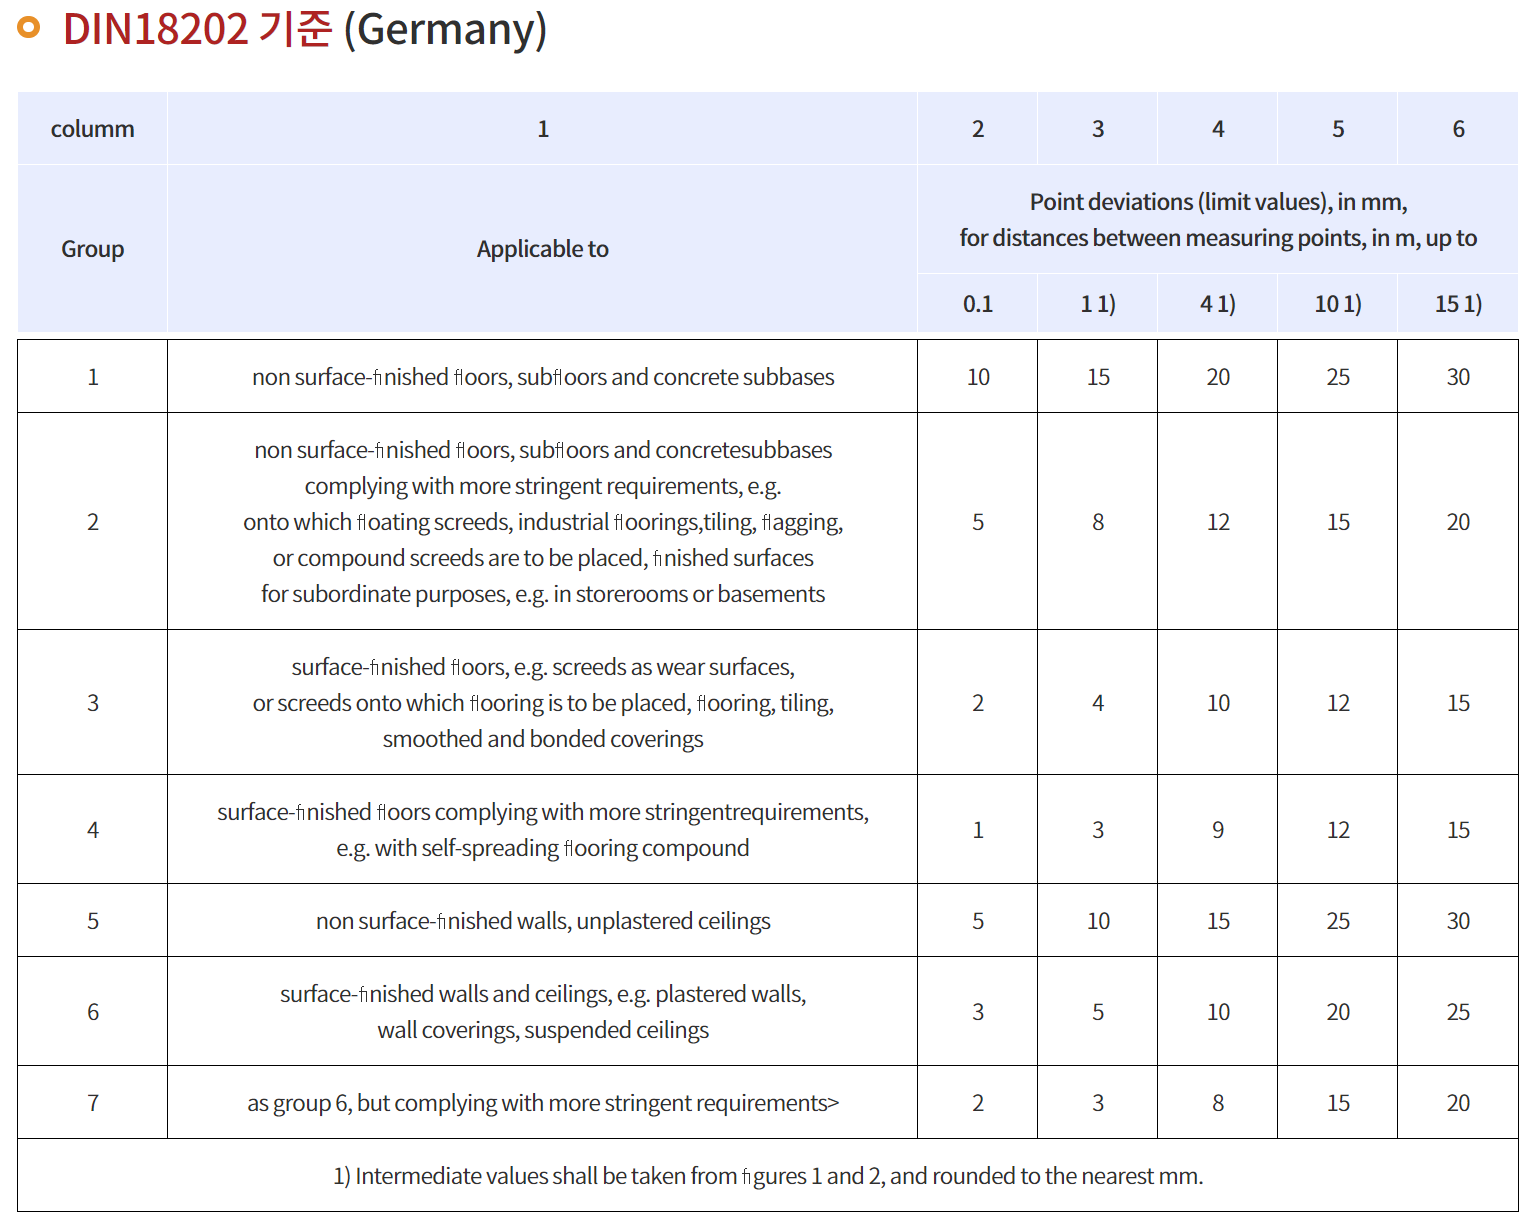 DIN18202 기준 (Germany)
columm 1 2 3 4 5 6
Group Applicable to
Point deviations (limit values), in mm,
for distances between measuring points, in m, up to
0.1 1 1) 4 1) 10 1) 15 1)
1 non surface-finished floors, subfloors and concrete subbases 10 15 20 25 30
non surface-finished floors, subfloors and concretesubbases
complying with more stringent requirements, e.g.
2 onto which floating screeds, industrial floorings,tiling, flagging, 5 8 12 15 20
or compound screeds are to be placed, finished surfaces
for subordinate purposes, e.g. in storerooms or basements
surface-finished floors, e.g. screeds as wear surfaces,
3 or screeds onto which flooring is to be placed, flooring, tiling, 2 4 10 12 15
smoothed and bonded coverings
4 surface-finished floors complying with more stringentrequirements, 1 3 9 12 15
e.g. with self-spreading flooring compound
5 non surface-finished walls, unplastered ceilings 5 10 15 25 30
6 surface-finished walls and ceilings, e.g. plastered walls, 3 5 10 20 25
wall coverings, suspended ceilings
7 as group 6, but complying with more stringent requirements> 2 3 8 15 20
1) Intermediate values shall be taken from figures 1 and 2, and rounded to the nearest mm.